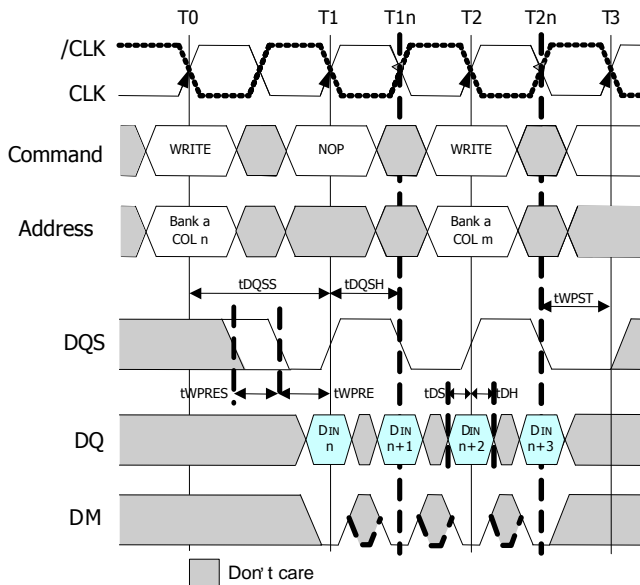 T0 T1 T1n T2 T2n T3
/CLK
CLK
Command WRITE NOP WRITE
Address Bank a COL n Bank a COL m
tDQSS tDQSH tWPST
DQS
tWPRES tWPRE tDS tDH
DQ DIN n DIN n+1 DIN n+2 DIN n+3
DM
Don't care